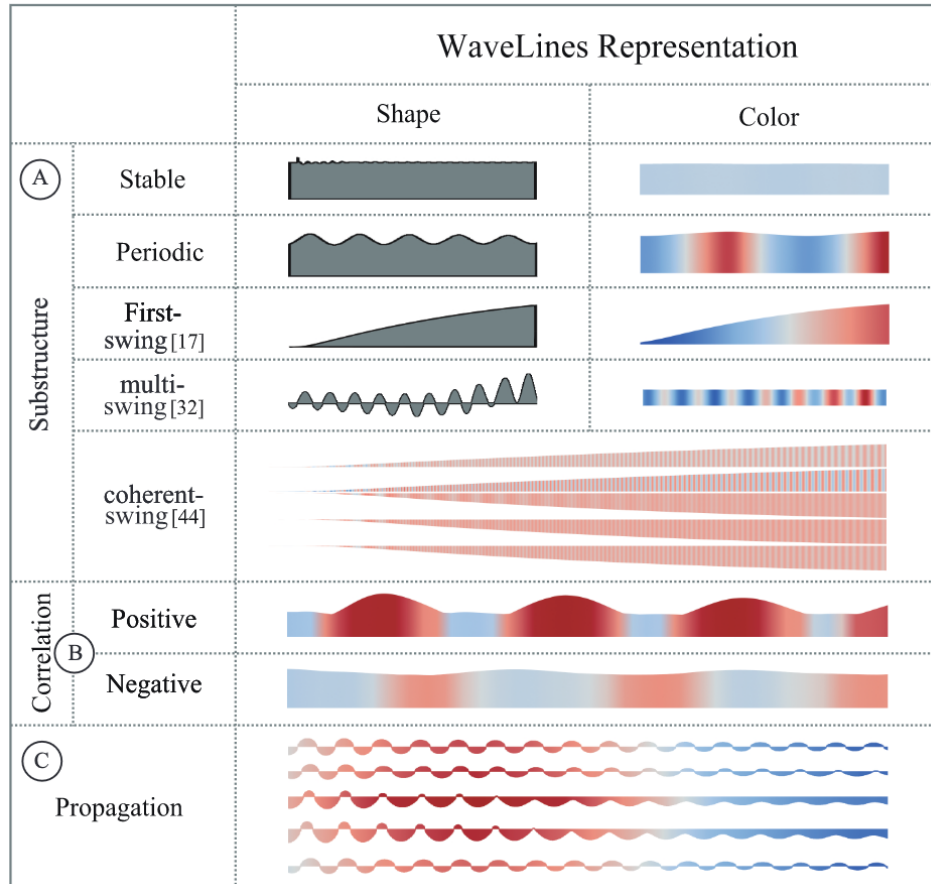 WaveLines Representation
Shape
Color
A
Stable
Periodic
First-
swing[17]
multi-
swing[32]
coherent-
swing[44]
Substructure
Positive
B
Negative
Correlation
C
Propagation